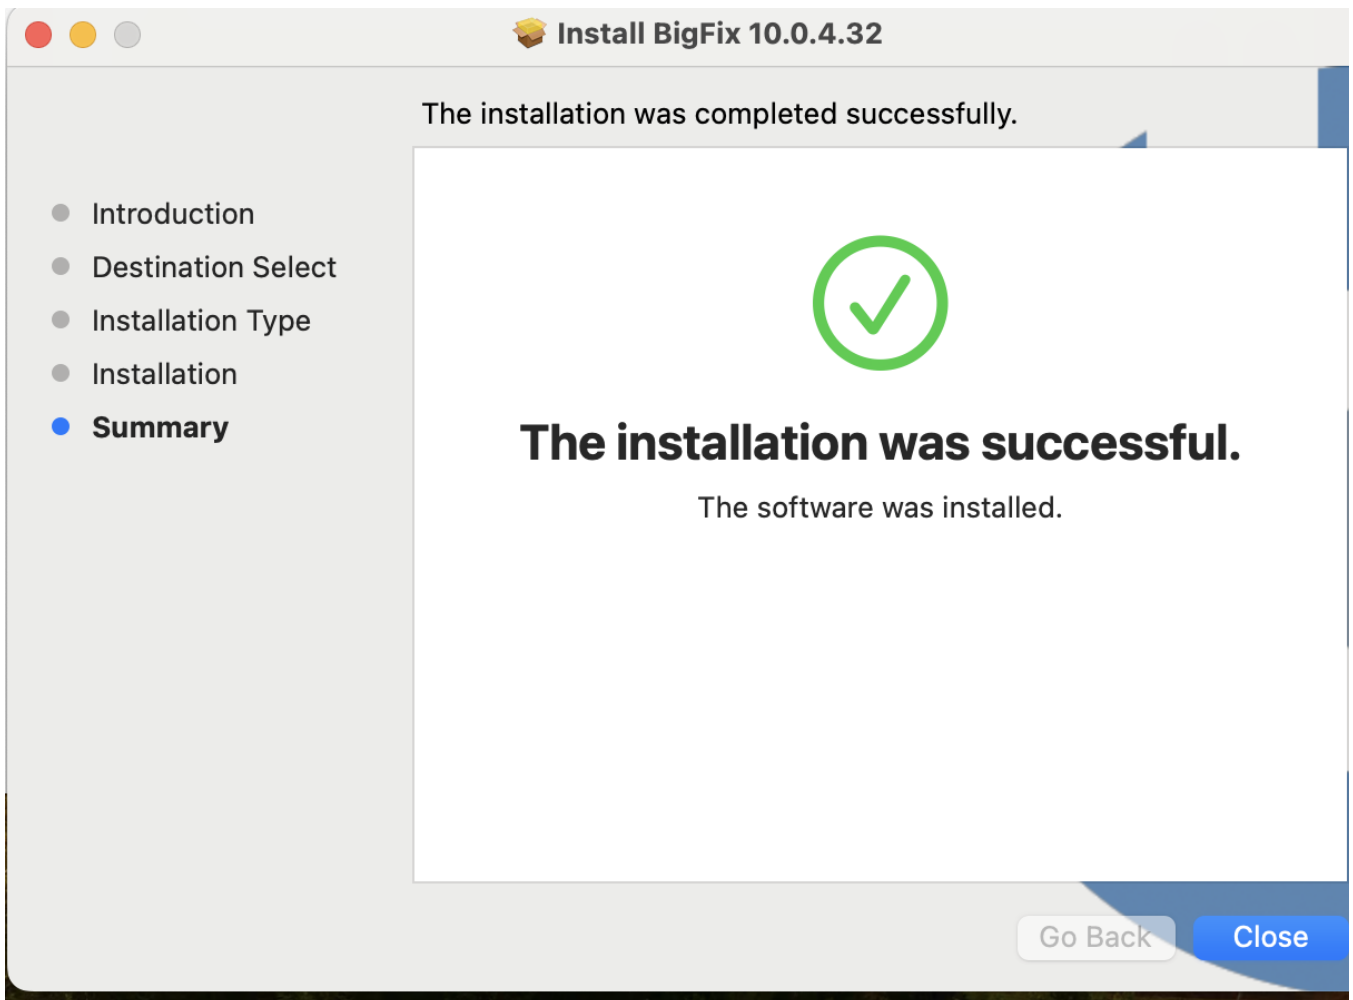 Install BigFix 10.0.4.32
The installation was completed successfully.
Introduction
Destination Select
Installation Type
Installation
Summary
The installation was successful.
The software was installed.
Go Back
Close